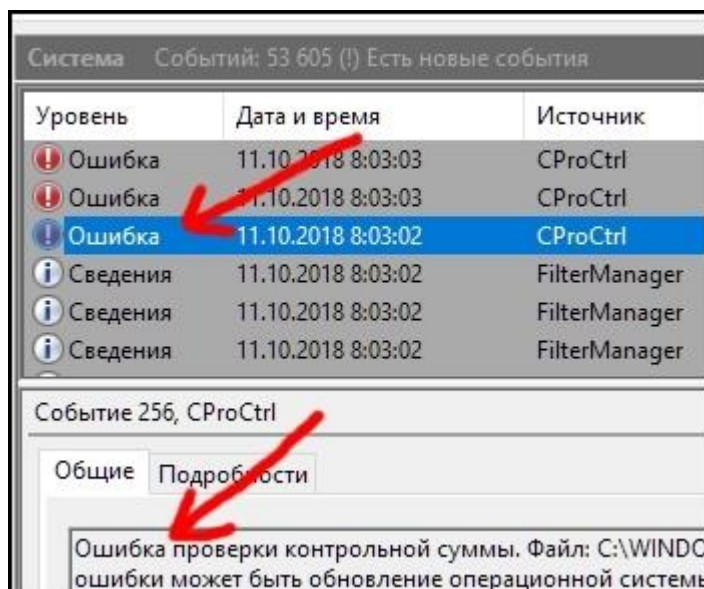 Система Событий: 53 605 (!) Есть новые события
Уровень Дата и время Источник
Ошибка 11.10.2018 8:03:03 CProCtrl
Ошибка 11.10.2018 8:03:03 CProCtrl
Ошибка 11.10.2018 8:03:02 CProCtrl
Сведения 11.10.2018 8:03:02 FilterManager
Сведения 11.10.2018 8:03:02 FilterManager
Сведения 11.10.2018 8:03:02 FilterManager
Событие 256, CProCtrl
Общие Подробности
Ошибка проверки контрольной суммы. Файл: C:\WINDO
ошибки может быть обновление операционной системы